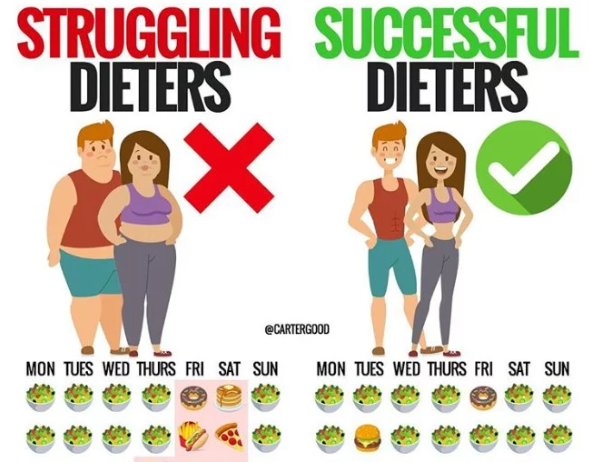 STRUGGLING
DIETERS
SUCCESSFUL
DIETERS
@CARTERGOOD
MON TUES WED THURS FRI SAT SUN
MON TUES WED THURS FRI SAT SUN